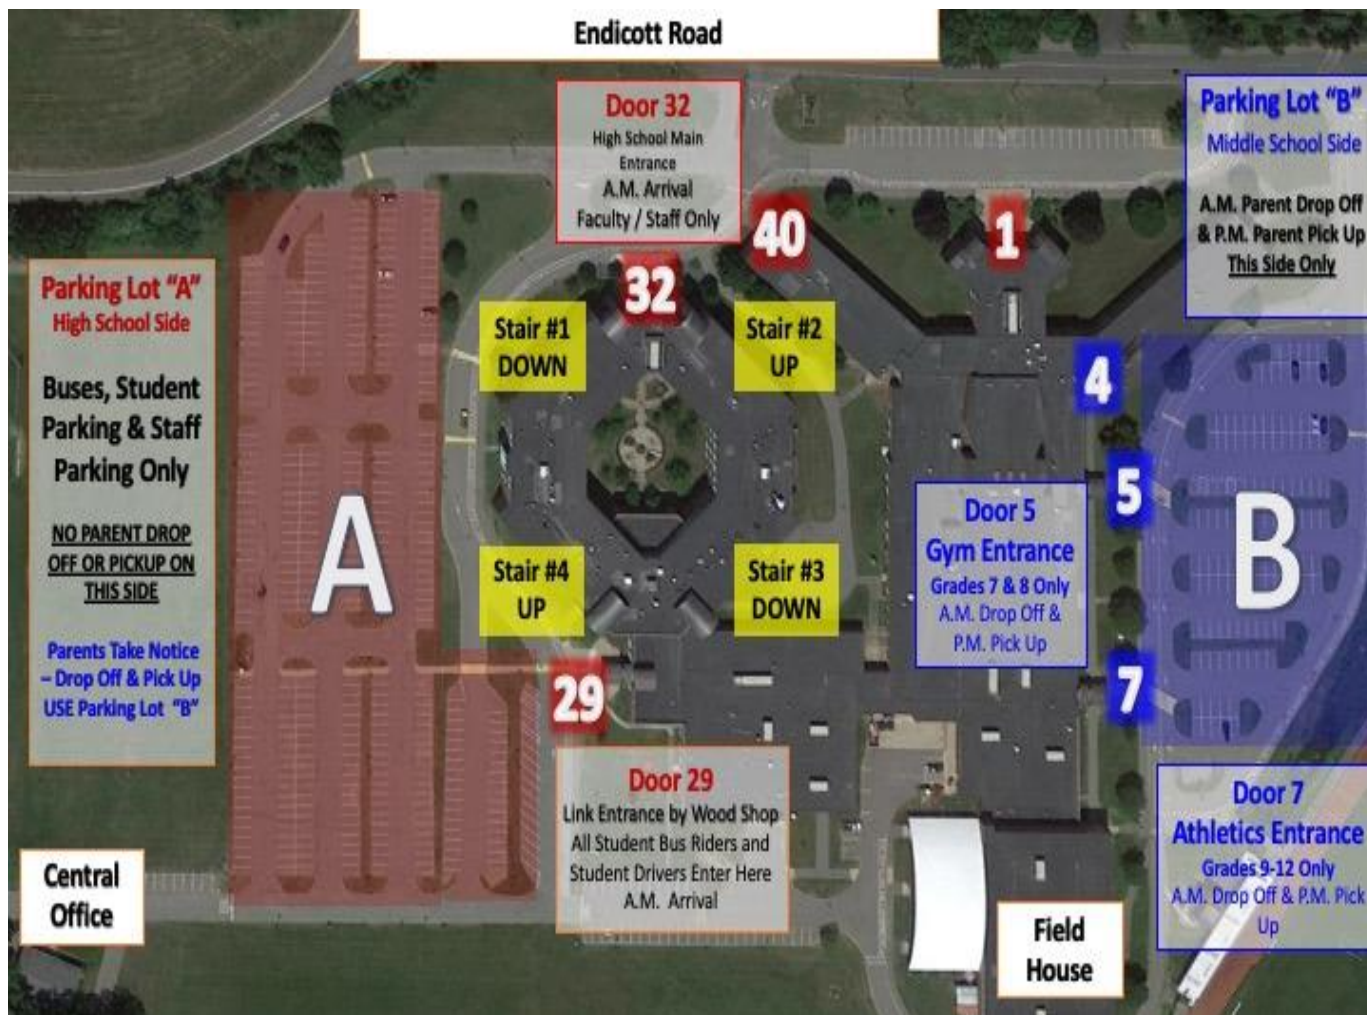 Endicott Road
Door 32
High School Main
Entrance
A.M. Arrival
Faculty / Staff Only
Parking Lot “B”
Middle School Side
A.M. Parent Drop Off
& P.M. Parent Pick Up
This Side Only
40
1
32
Parking Lot “A”
High School Side
Buses, Student
Parking & Staff
Parking Only
NO PARENT DROP
OFF OR PICKUP ON
THIS SIDE
Parents Take Notice
– Drop Off & Pick Up
USE Parking Lot “B”
Stair #1
DOWN
Stair #2
UP
4
5
A
B
Door 5
Gym Entrance
Grades 7 & 8 Only
A.M. Drop Off &
P.M. Pick Up
Stair #4
UP
Stair #3
DOWN
29
7
Door 29
Link Entrance by Wood Shop
All Student Bus Riders and
Student Drivers Enter Here
A.M. Arrival
Door 7
Athletics Entrance
Grades 9-12 Only
A.M. Drop Off & P.M. Pick
Up
Central
Office
Field
House